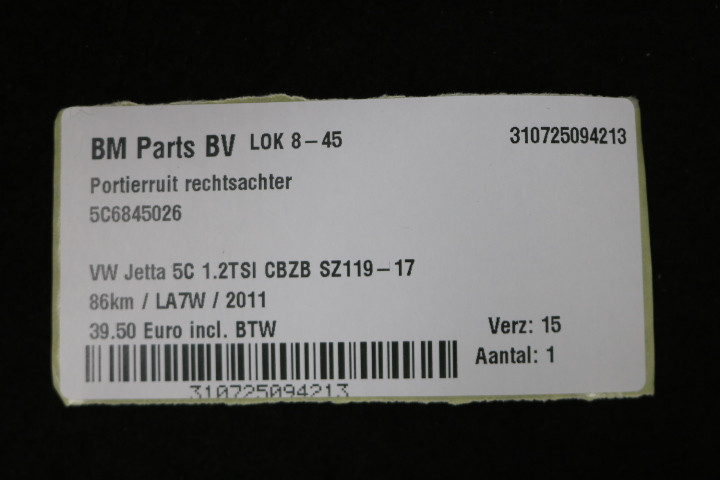 BM Parts BV LOK 8-45 310725094213
Portierruit rechtsachter
5C6845026
VW Jetta 5C 1.2TSI CBZB SZ119-17
86km / LA7W / 2011
39.50 Euro incl. BTW Verz: 15
Aantal: 1
310725094213